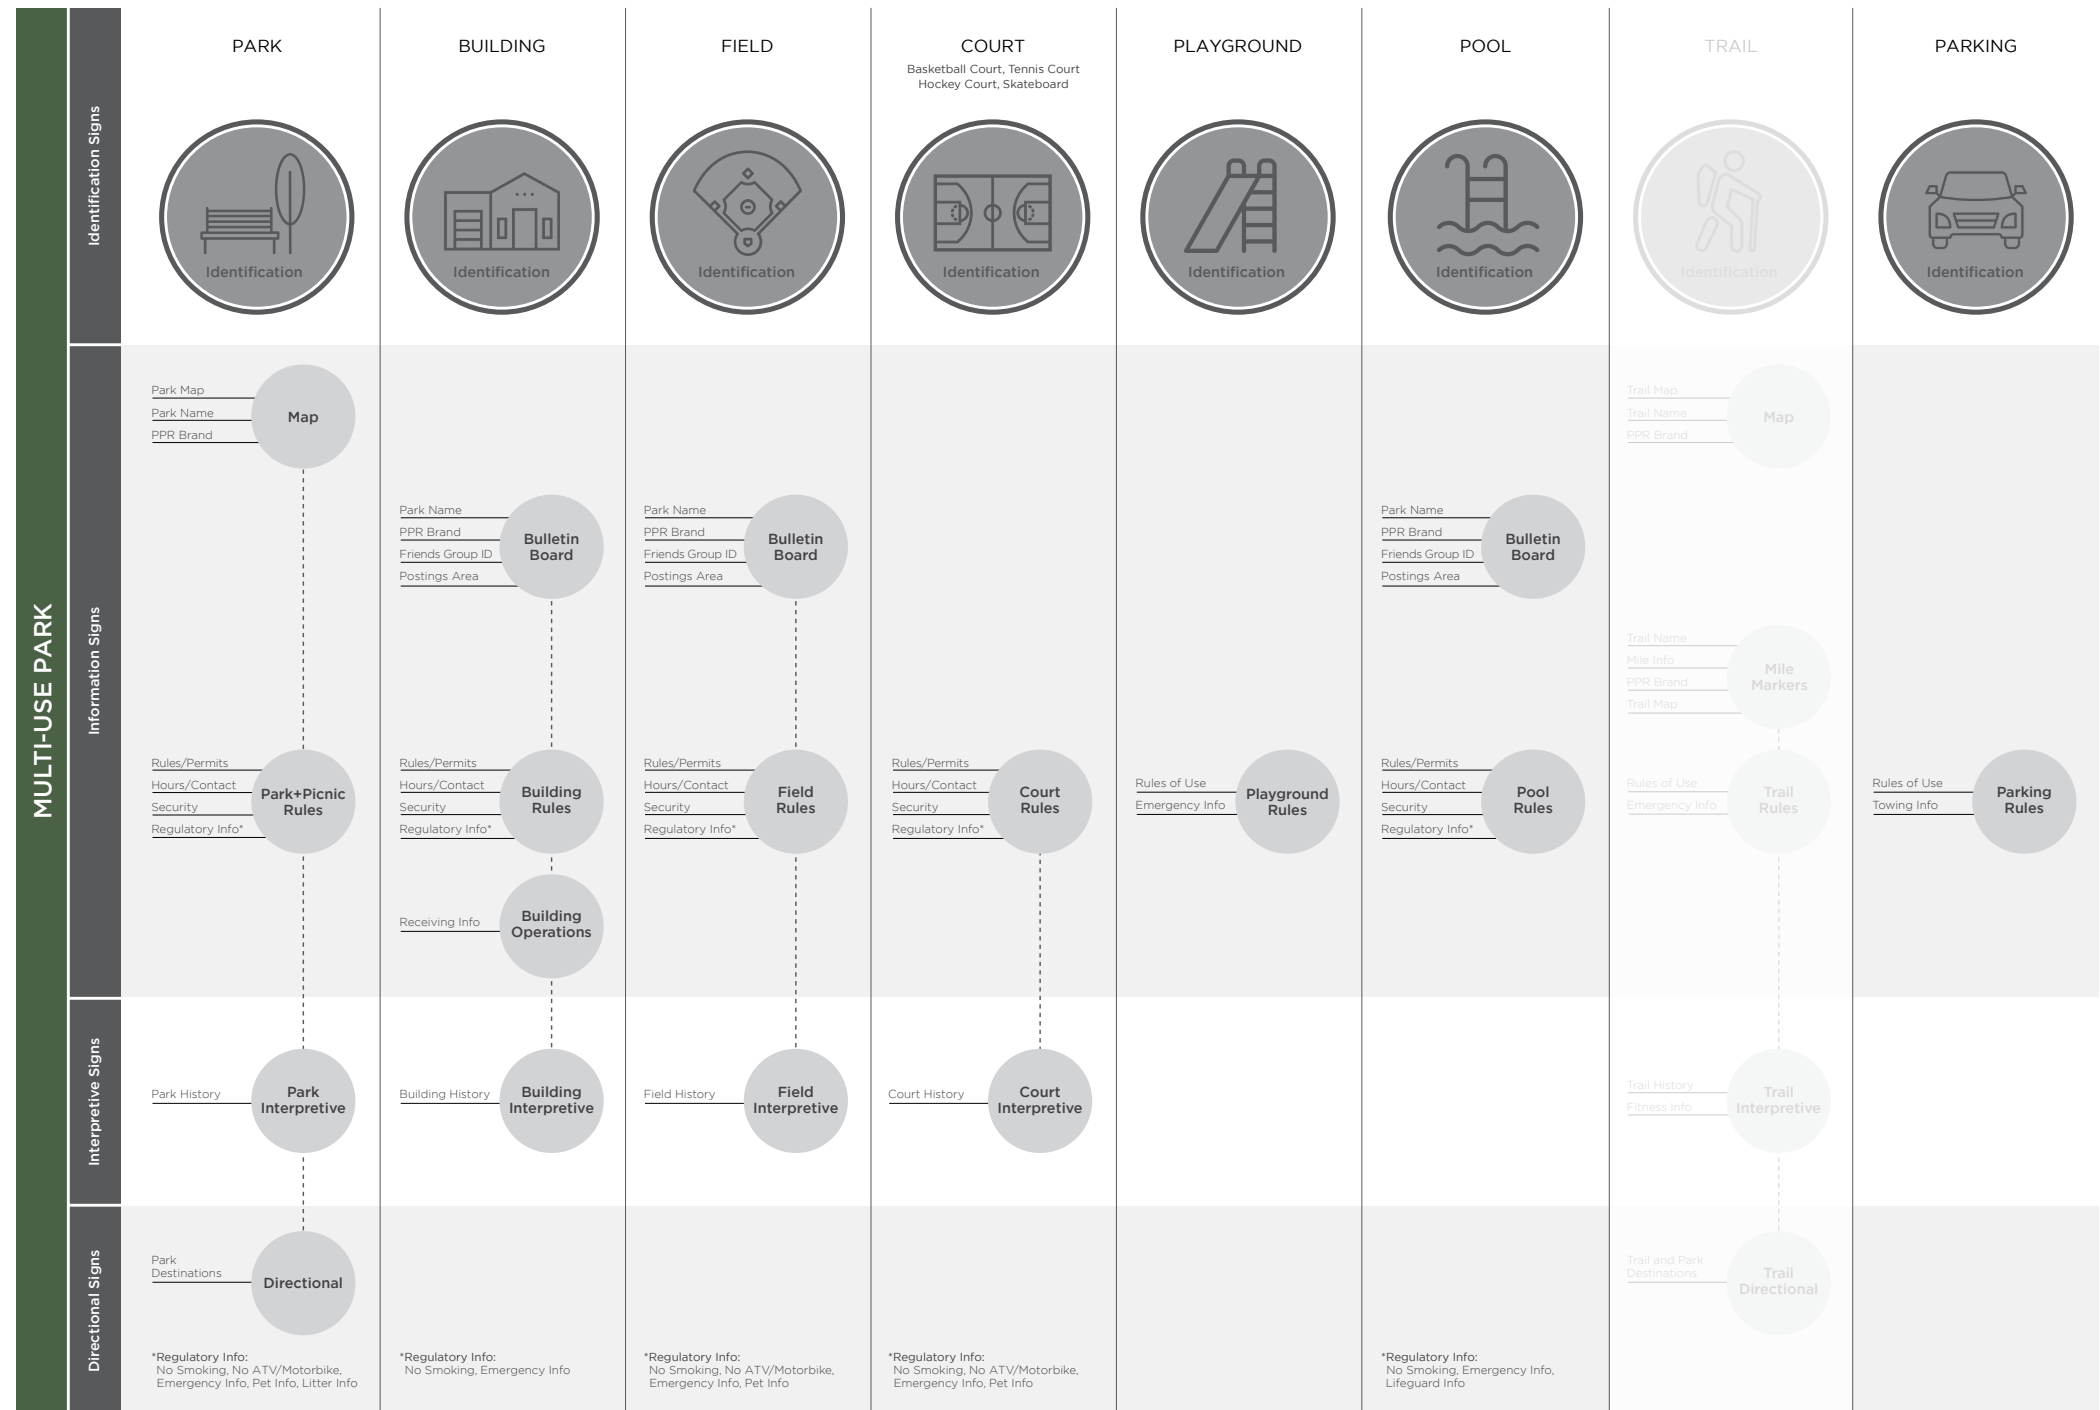 MULTI-USE PARK
Identification Signs
PARK
BUILDING
FIELD
COURT
Basketball Court, Tennis Court
Hockey Court, Skateboard
PLAYGROUND
POOL
TRAIL
PARKING
Identification
Identification
Identification
Identification
Identification
Identification
Identification
Identification
Information Signs
Park Map
Park Name
PPR Brand
Map
Rules/Permits
Hours/Contact
Security
Regulatory Info*
Park+Picnic
Rules
Park Name
PPR Brand
Friends Group ID
Postings Area
Bulletin
Board
Rules/Permits
Hours/Contact
Security
Regulatory Info*
Building
Rules
Receiving Info
Building
Operations
Park Name
PPR Brand
Friends Group ID
Postings Area
Bulletin
Board
Rules/Permits
Hours/Contact
Security
Regulatory Info*
Field
Rules
Rules/Permits
Hours/Contact
Security
Regulatory Info*
Court
Rules
Rules of Use
Emergency Info
Playground
Rules
Park Name
PPR Brand
Friends Group ID
Postings Area
Bulletin
Board
Rules/Permits
Hours/Contact
Security
Regulatory Info*
Pool
Rules
Trail Map
Trail Name
PPR Brand
Map
Trail Name
Mile Info
PPR Brand
Trail Map
Mile
Markers
Rules of Use
Emergency Info
Trail
Rules
Rules of Use
Towing Info
Parking
Rules
Interpretive Signs
Park History
Park
Interpretive
Building History
Building
Interpretive
Field History
Field
Interpretive
Court History
Court
Interpretive
Trail History
Fitness Info
Trail
Interpretive
Directional Signs
Park
Destinations
Directional
Trail and Park
Destinations
Trail
Directional
*Regulatory Info:
No Smoking, No ATV/Motorbike,
Emergency Info, Pet Info, Litter Info
*Regulatory Info:
No Smoking, Emergency Info
*Regulatory Info:
No Smoking, No ATV/Motorbike,
Emergency Info, Pet Info
*Regulatory Info:
No Smoking, No ATV/Motorbike,
Emergency Info, Pet Info
*Regulatory Info:
No Smoking, Emergency Info,
Lifeguard Info